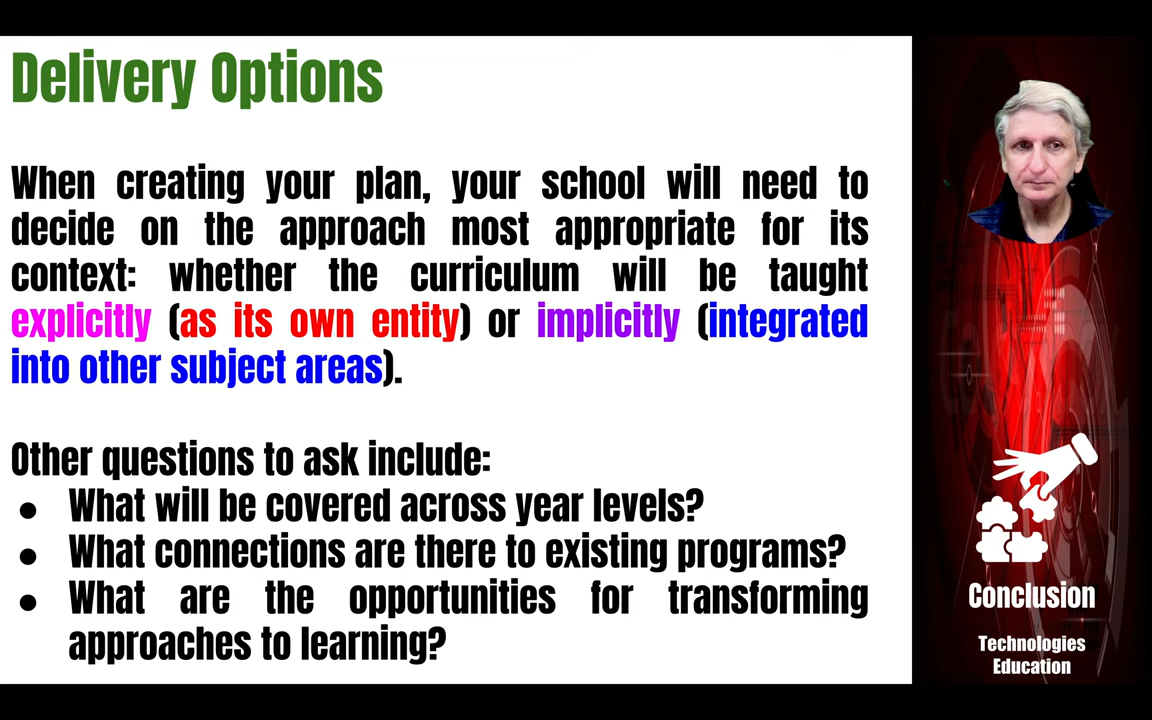 Delivery Options
When creating your plan, your school will need to
decide on the approach most appropriate for its
context: whether the curriculum will be taught
explicitly (as its own entity) or implicitly (integrated
into other subject areas).
Other questions to ask include:
● What will be covered across year levels?
● What connections are there to existing programs?
● What are the opportunities for transforming
approaches to learning?
Conclusion
Technologies
Education